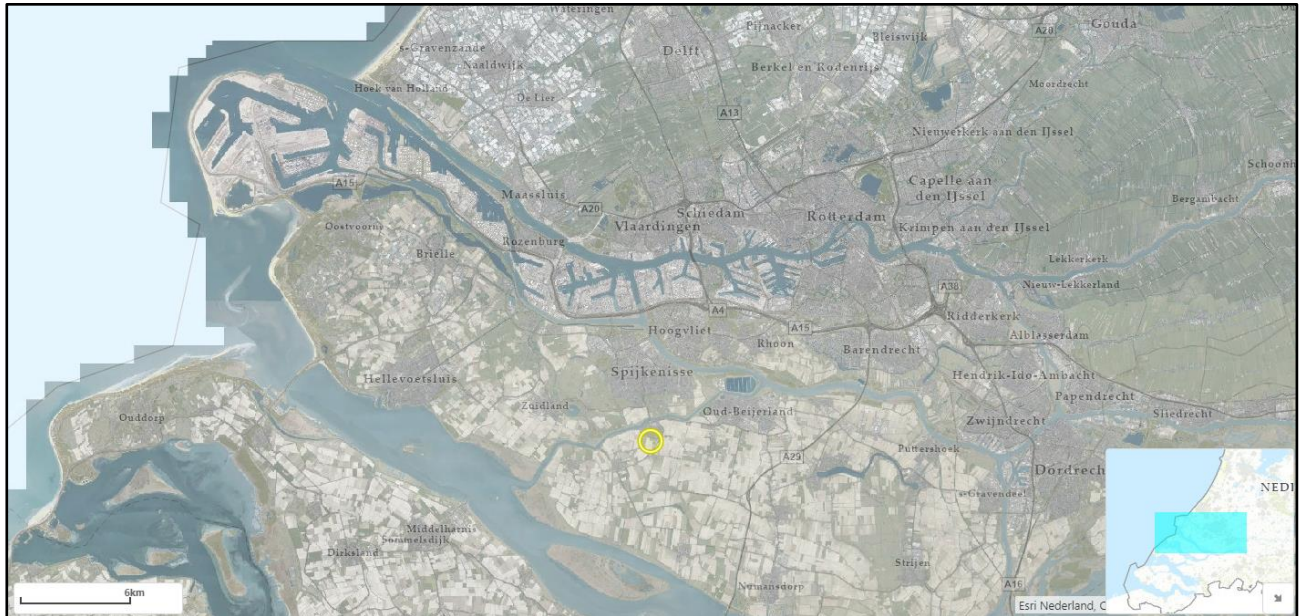 Wateringen
Pijnacker
Bleiswijk
A20
Gouda
s-Gravenzande
Delft
Naaldwijk
Berkel en Rodenrijs
Moordrecht
Hoek van Holland
De Lier
A13
Nieuwerkerk aan den IJssel
A15
Maassluis
A20
Schiedam
Rotterdam
Capelle aan
den IJssel
Bergambacht
Oostvoorne
Vlaardingen
Krimpen aan den IJssel
Brielle
Rozenburg
Lekkerkerk
Nieuw-Lekkerland
A38
A4
Ridderkerk
Hoogvliet
A15
Alblasserdam
Rhoon
Barendrecht
Spijkenisse
Hendrik-Ido-Ambacht
Hellevoetsluis
Papendrecht
Zuidland
Oud-Beijerland
Sliedrecht
Ouddorp
Zwijndrecht
Puttershoek
A29
Dordrec
NEDI
s-Gravendeel
Middelharnis
Sommelsdijk
Dirksland
Strijen
Numansdorp
A16
6km
Esri Nederland, C